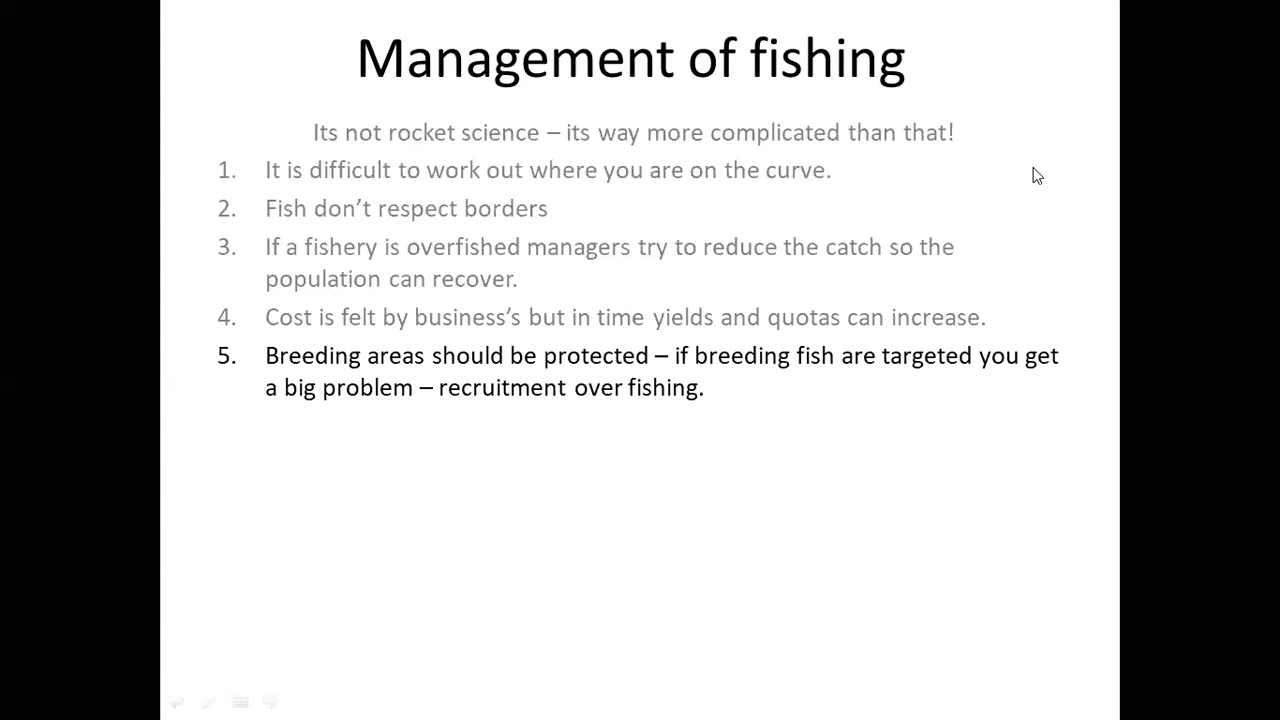 Management of fishing
Its not rocket science – its way more complicated than that!
1. It is difficult to work out where you are on the curve.
2. Fish don’t respect borders
3. If a fishery is overfished managers try to reduce the catch so the
population can recover.
4. Cost is felt by business’s but in time yields and quotas can increase.
5. Breeding areas should be protected – if breeding fish are targeted you get
a big problem – recruitment over fishing.